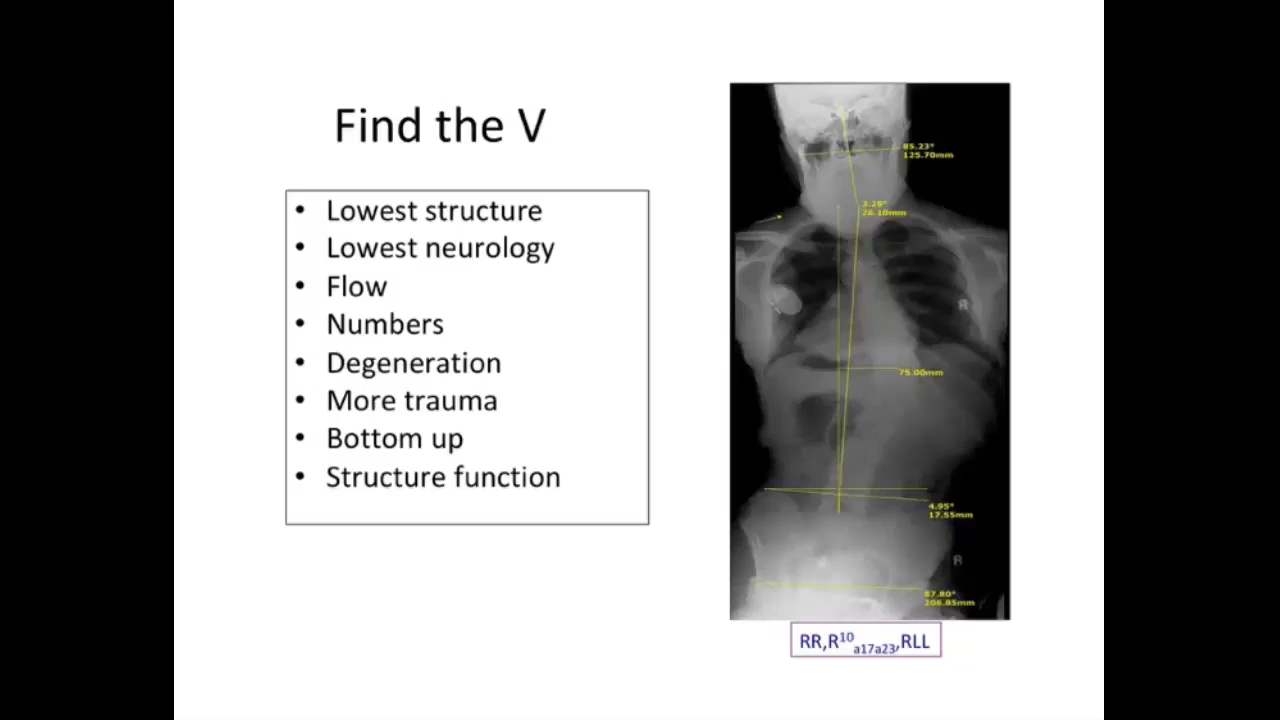 Find the V
• Lowest structure
• Lowest neurology
• Flow
• Numbers
• Degeneration
• More trauma
• Bottom up
• Structure function
85.23°
125.70mm
3.28°
26.10mm
R
75.00mm
4.95°
17.55mm
R
87.80°
206.85mm
RR,R¹⁰a17a23,RLL